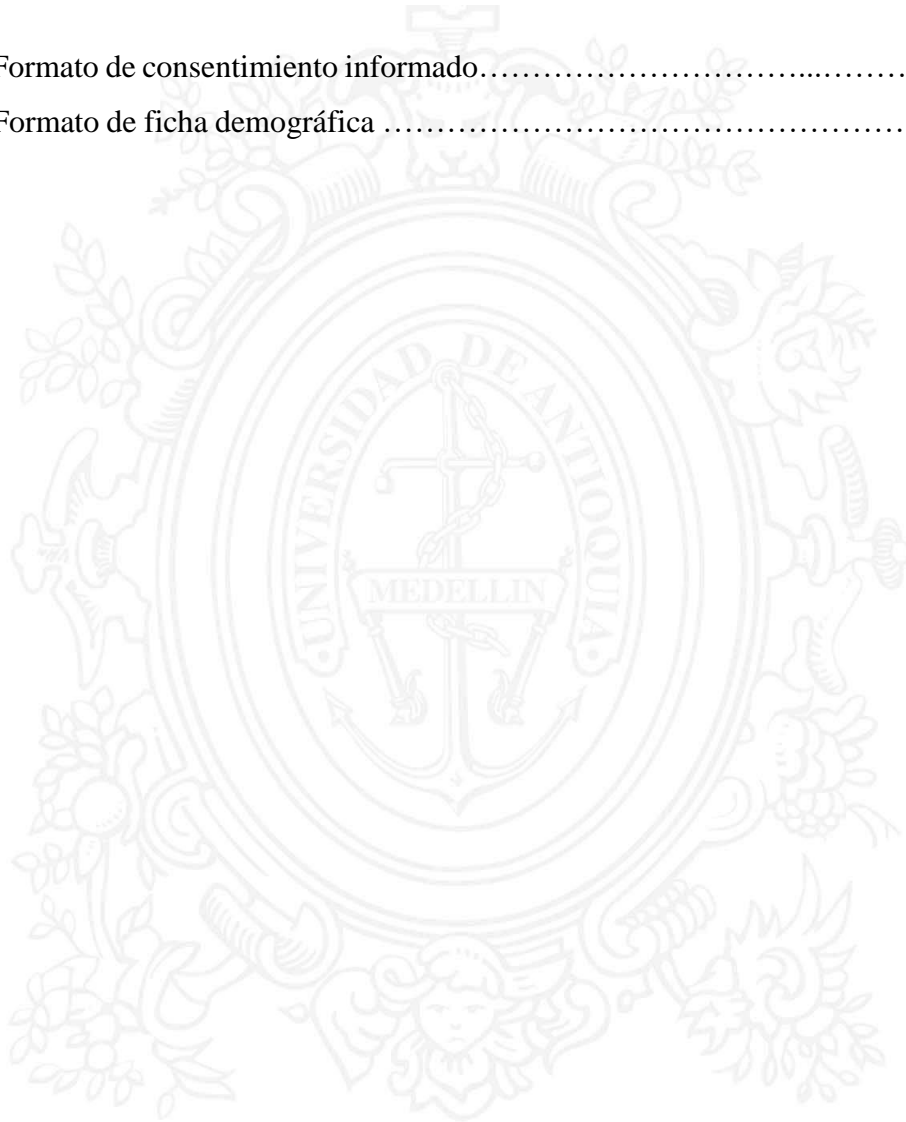 Formato de consentimiento informado…………………………...………
Formato de ficha demográfica ……………………………………………
UNIVERSIDAD DE ANTIOQUIA
MEDELLIN